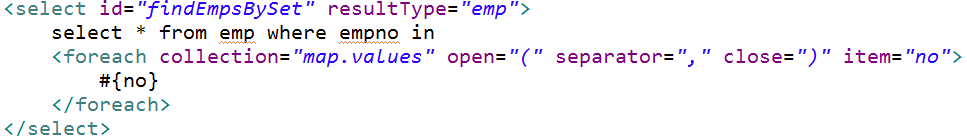 <select id="findEmpsBySet" resultType="emp">
    select * from emp where empno in
    <foreach collection="map.values" open="(" separator="," close=")" item="no">
        #{no}
    </foreach>
</select>